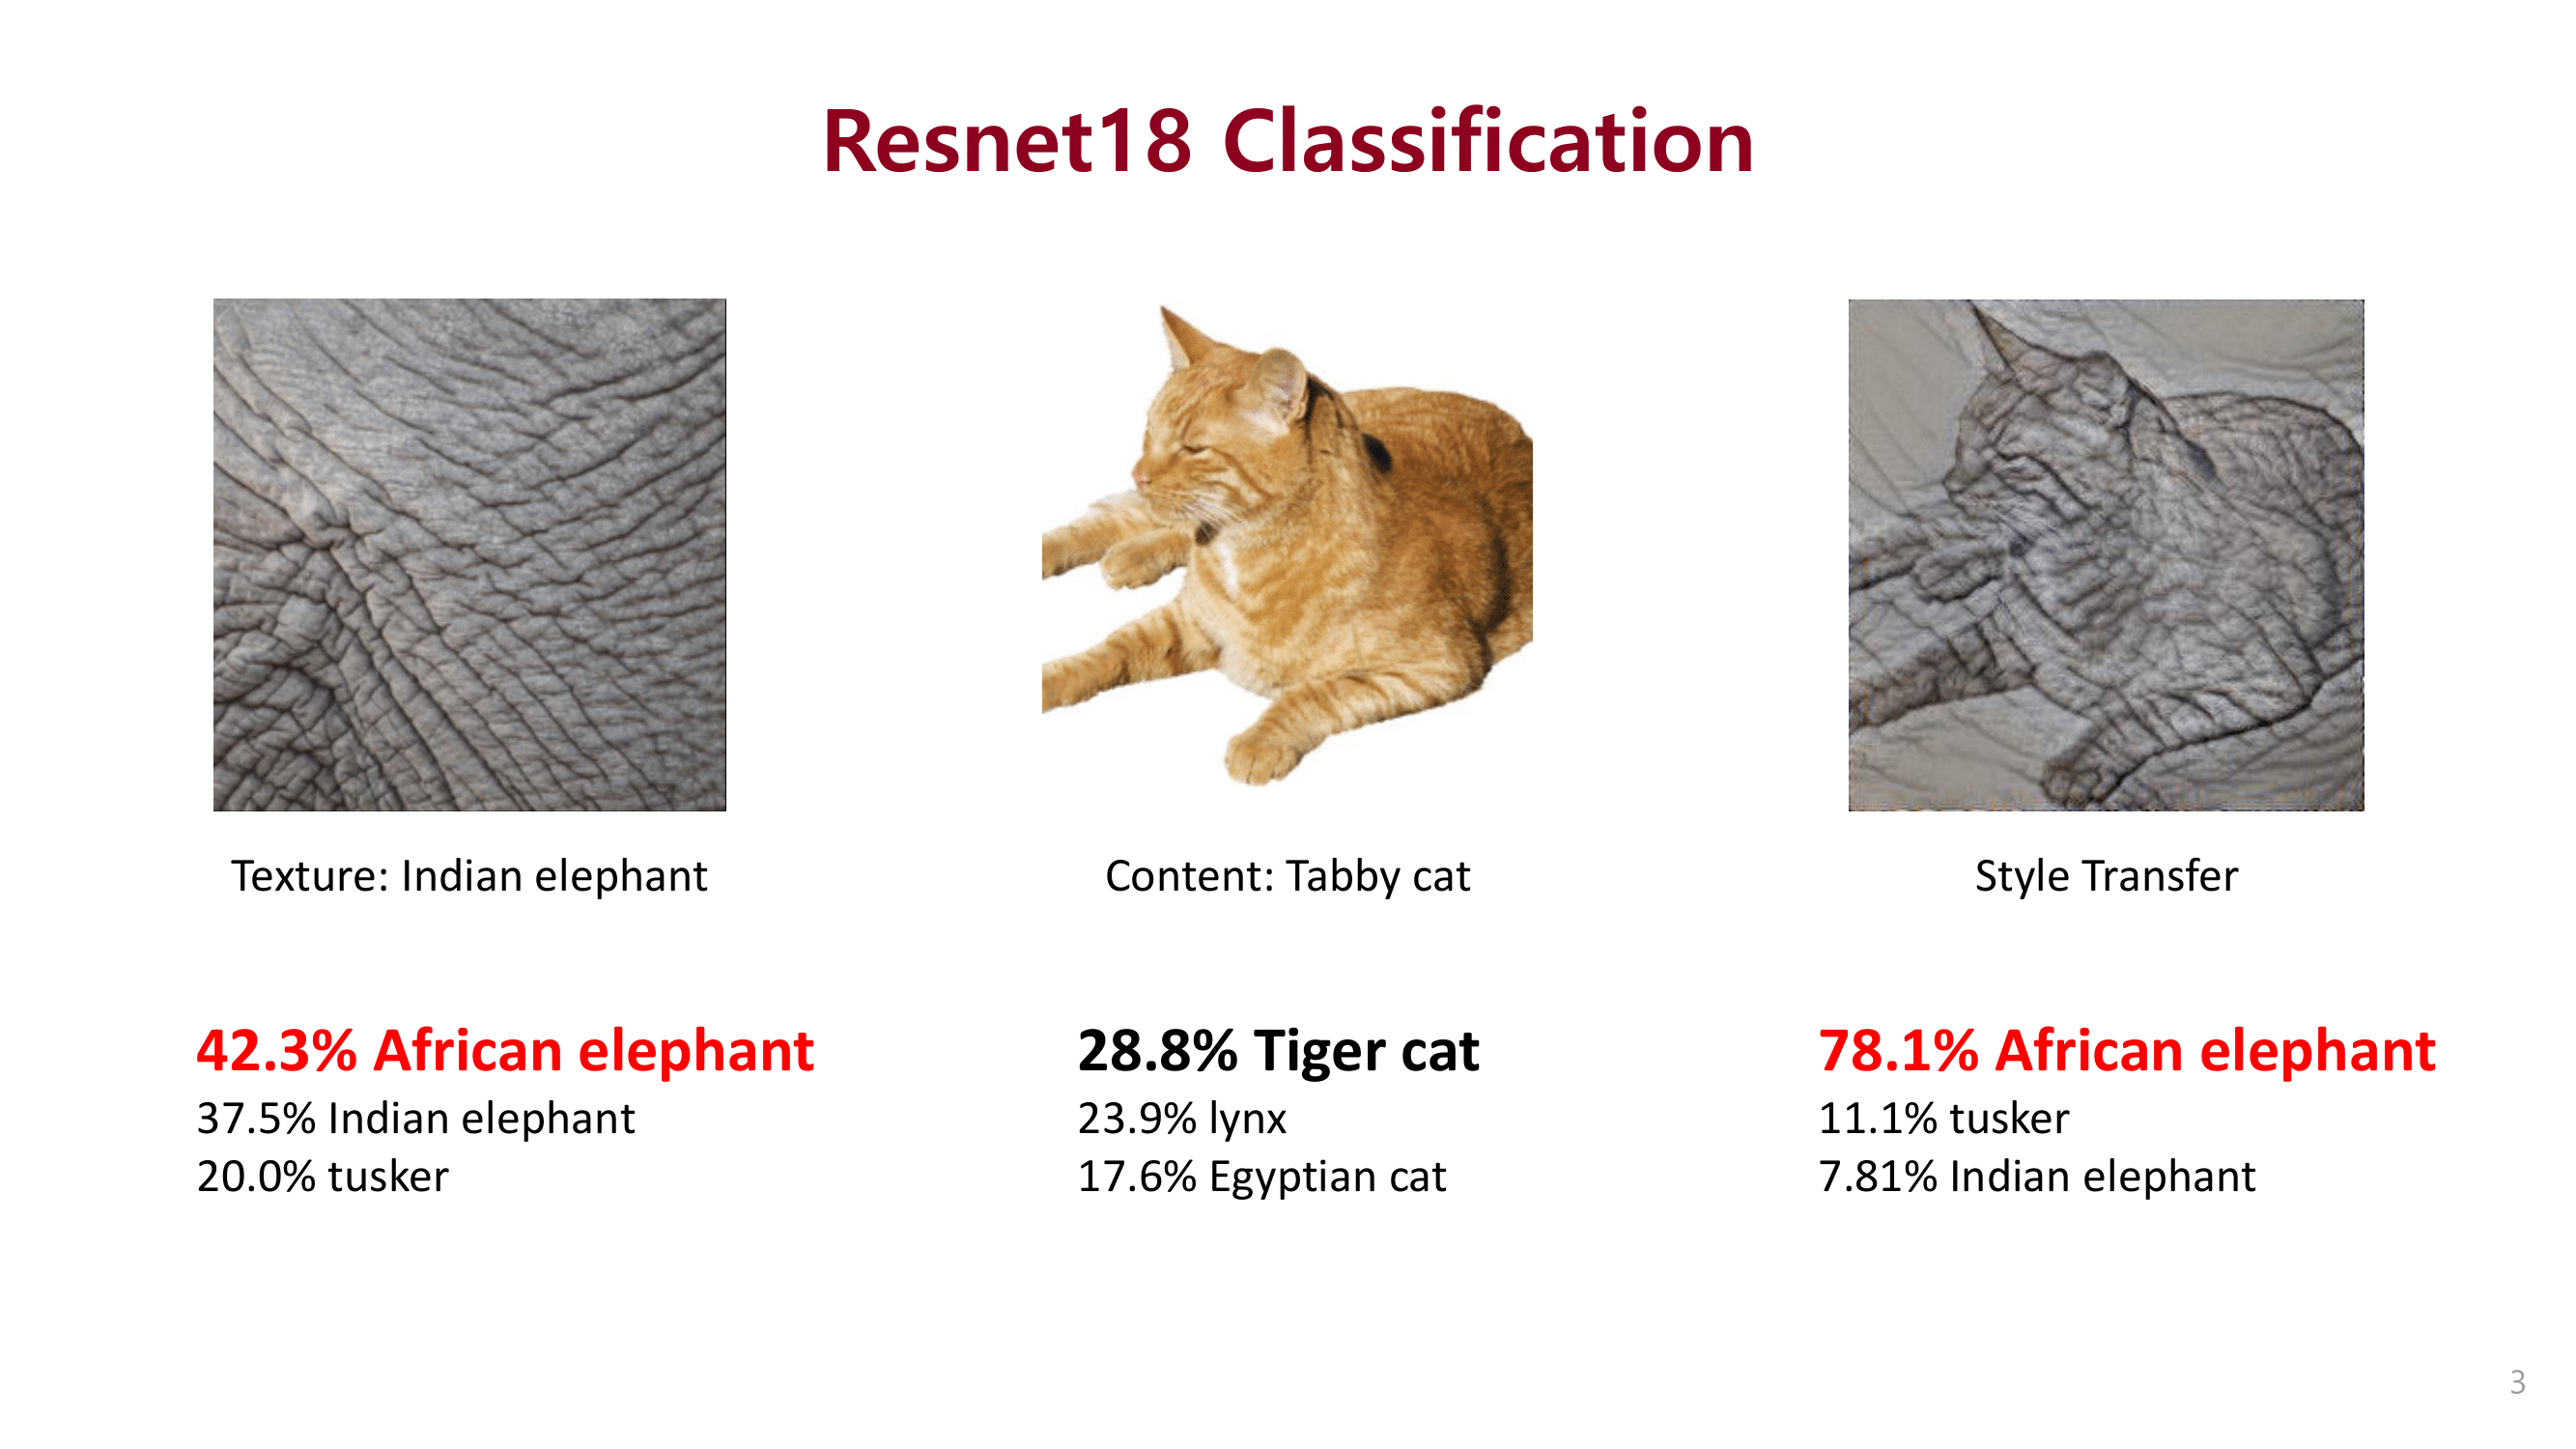 Resnet18 Classification
Texture: Indian elephant
Content: Tabby cat
Style Transfer
42.3% African elephant
37.5% Indian elephant
20.0% tusker
28.8% Tiger cat
23.9% lynx
17.6% Egyptian cat
78.1% African elephant
11.1% tusker
7.81% Indian elephant
3